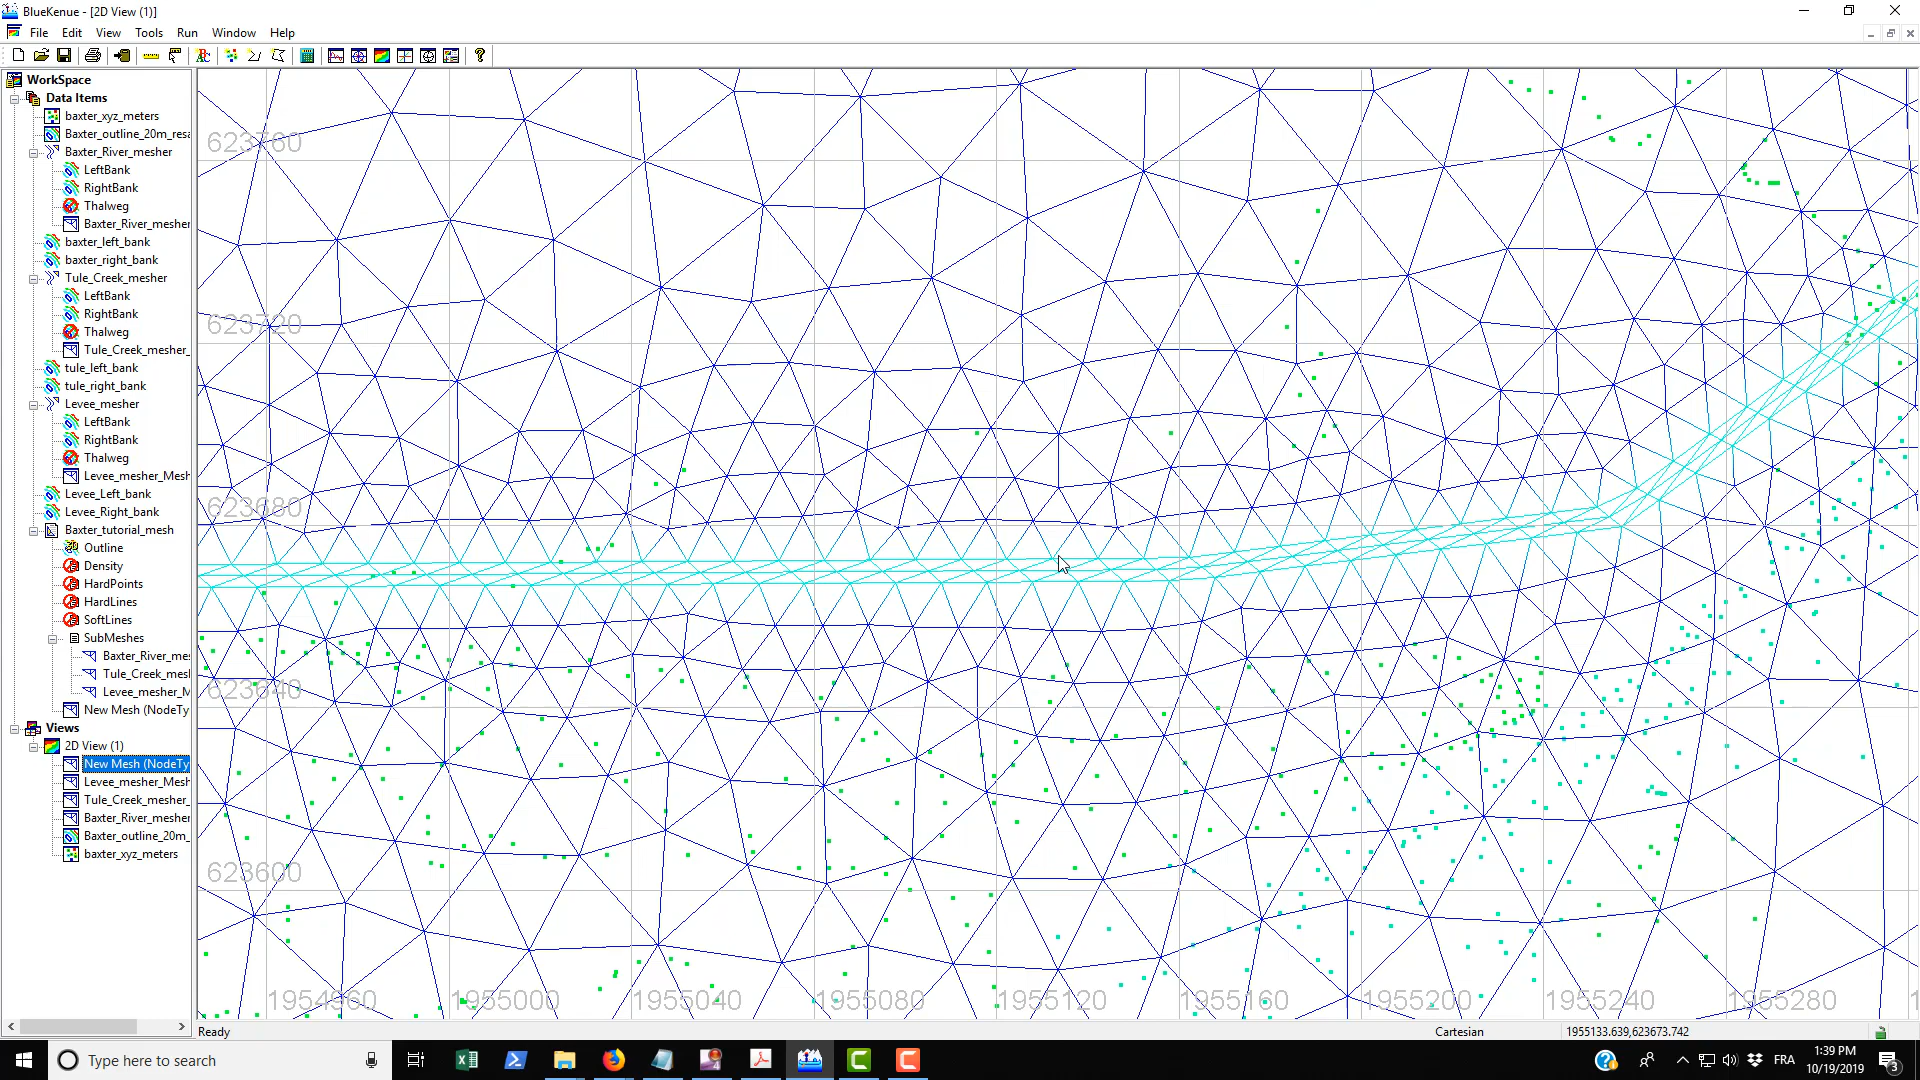 BlueKenue - [2D View (1)]
File Edit View Tools Run Help
WorkSpace
Data Items
baxter_xyz_meters
Baxter_outline_20m_resa
Baxter_River_mesher
LeftBank
RightBank
Thalweg
Baxter_River_mesher
baxter_left_bank
baxter_right_bank
Tule_Creek_mesher
LeftBank
RightBank
Thalweg
Tule_Creek_mesher_
tule_left_bank
tule_right_bank
Levee_mesher
LeftBank
RightBank
Thalweg
Levee_mesher_Mesh
Levee_Left_bank
Levee_Right_bank
Baxter_tutorial_mesh
Outline
Density
HardPoints
HardLines
SoftLines
SubMeshes
Baxter_River_mes
Tule_Creek_mesl
Levee_mesher_M
New Mesh (NodeTy
Views
2D View (1)
New Mesh (NodeTy
Levee_mesher_Mesh
Tule_Creek_mesher_
Baxter_River_mesher
Baxter_outline_20m_
baxter_xyz_meters
623760
623720
623680
623640
623600
1954960 1955000 1955040 1955080 1955120 1955160 1955200 1955240 1955280
Ready Cartesian 1955133.639,623673.742
Type here to search FRA 1:39 PM
10/19/2019 3